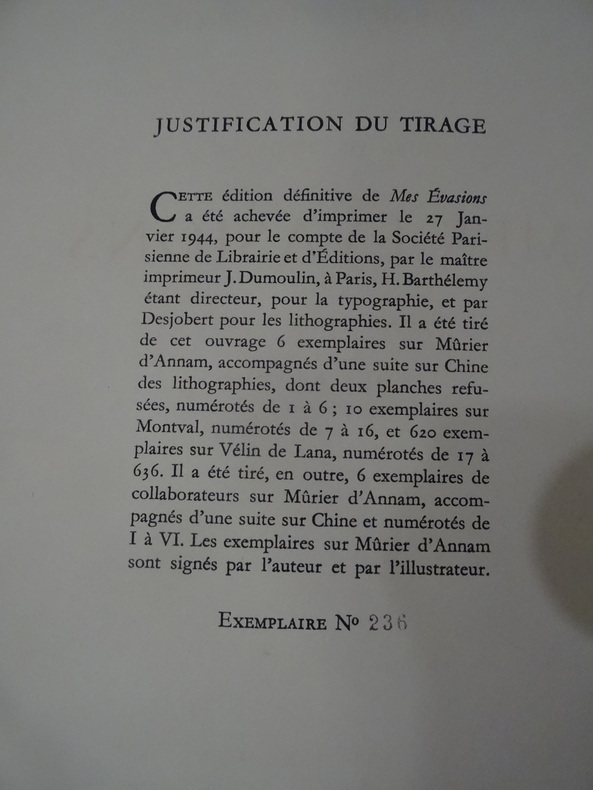 JUSTIFICATION DU TIRAGE
CETTE édition définitive de Mes Évasions
a été achevée d'imprimer le 27 Jan-
vier 1944, pour le compte de la Société Pari-
sienne de Librairie et d'Éditions, par le maître
imprimeur J. Dumoulin, à Paris, H. Barthélemy
étant directeur, pour la typographie, et par
Desjobert pour les lithographies. Il a été tiré
de cet ouvrage 6 exemplaires sur Mûrier
d'Annam, accompagnés d'une suite sur Chine
des lithographies, dont deux planches refu-
sées, numérotés de 1 à 6 ; 10 exemplaires sur
Montval, numérotés de 7 à 16, et 620 exem-
plaires sur Vélin de Lana, numérotés de 17 à
636. Il a été tiré, en outre, 6 exemplaires de
collaborateurs sur Mûrier d'Annam, accom-
pagnés d'une suite sur Chine et numérotés de
I à VI. Les exemplaires sur Mûrier d'Annam
sont signés par l'auteur et par l'illustrateur.
EXEMPLAIRE No 236